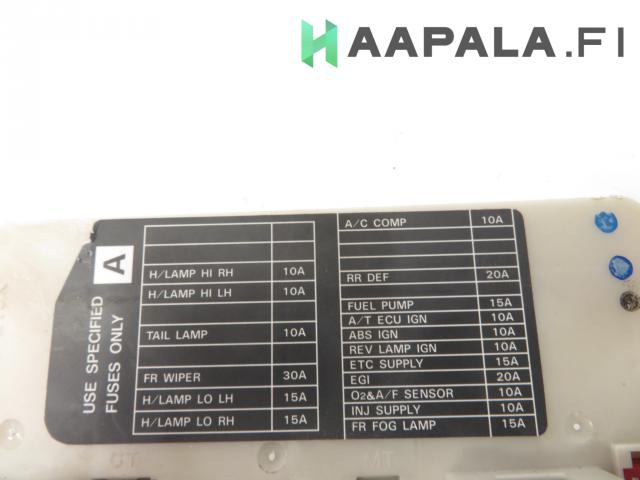 HAAPALA.FI
USE SPECIFIED
FUSES ONLY
A
H/LAMP HI RH 10A
H/LAMP HI LH 10A
TAIL LAMP 10A
FR WIPER 30A
H/LAMP LO LH 15A
H/LAMP LO RH 15A
A/C COMP 10A
RR DEF 20A
FUEL PUMP 15A
A/T ECU IGN 10A
ABS IGN 10A
REV LAMP IGN 10A
ETC SUPPLY 15A
EGI 20A
O2&A/F SENSOR 10A
INJ SUPPLY 10A
FR FOG LAMP 15A
MT